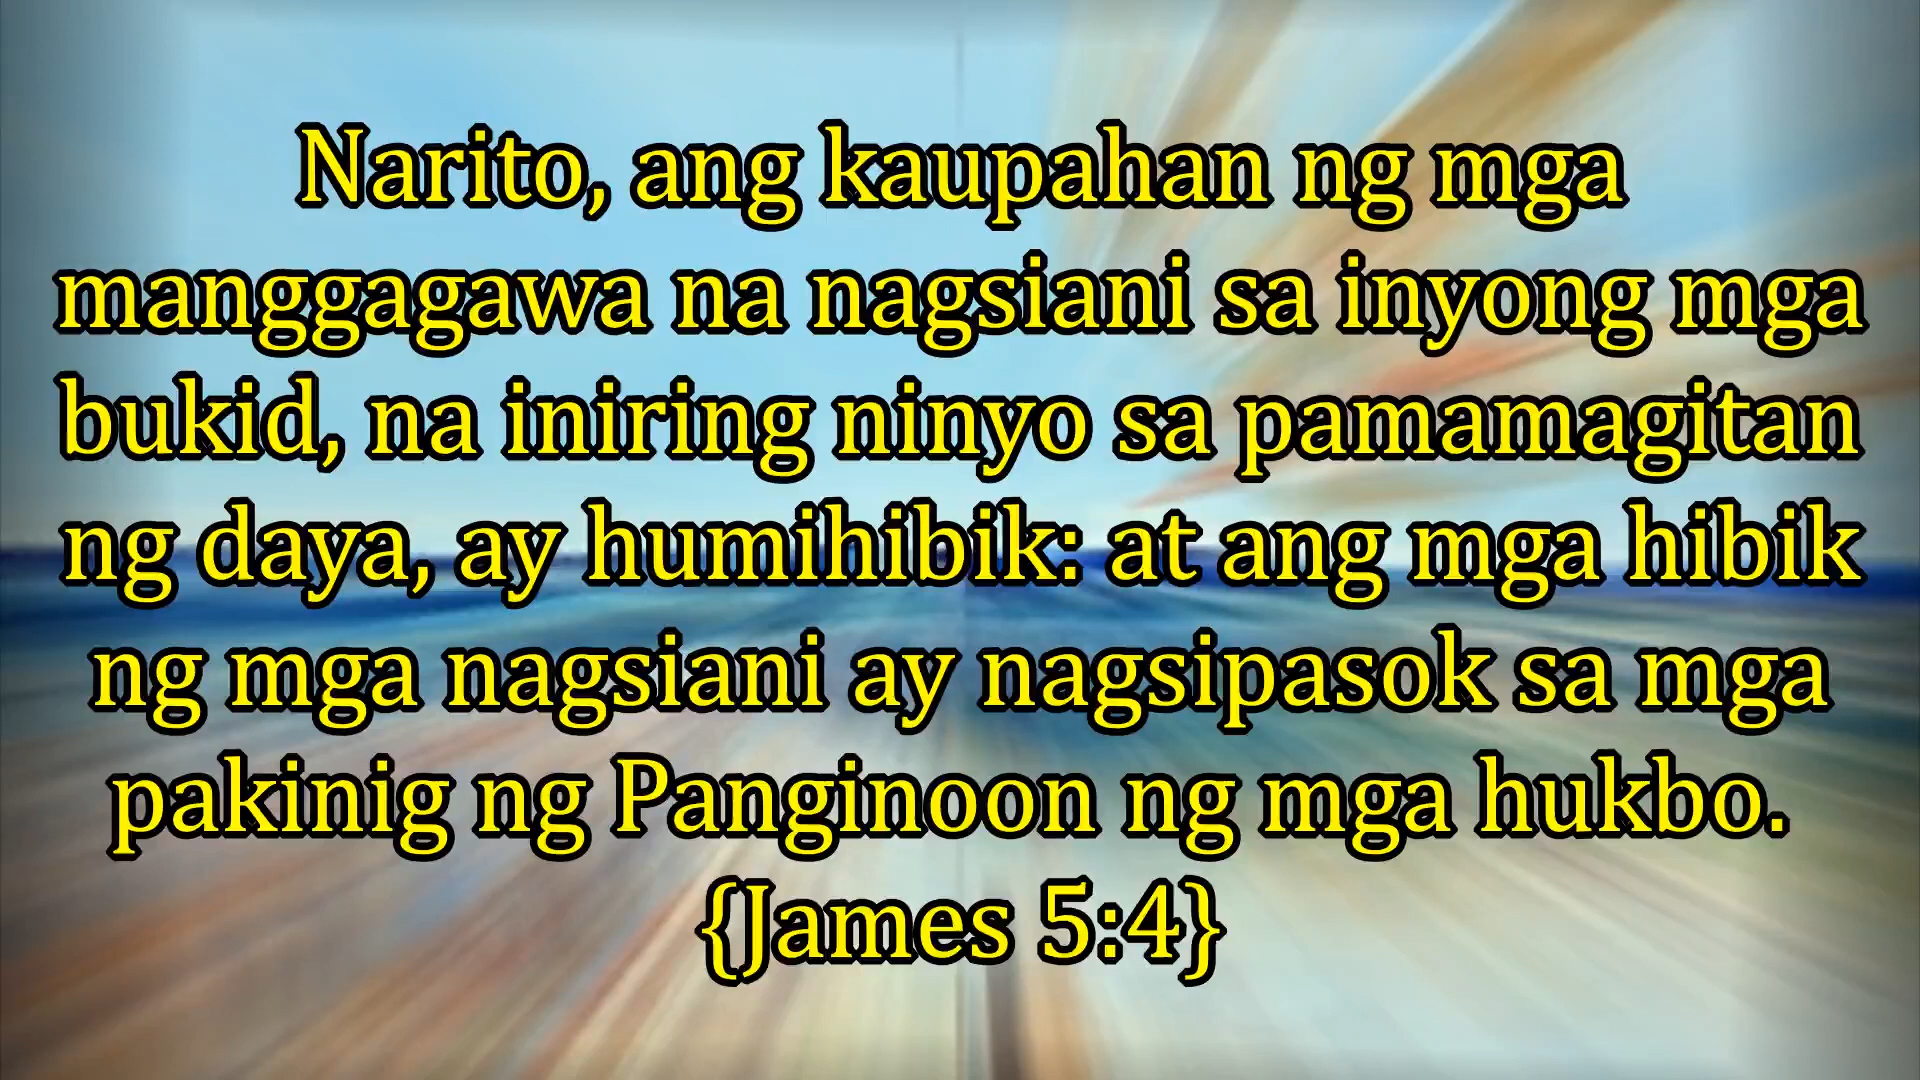 Narito, ang kaupahan ng mga
manggagawa na nagsiani sa inyong mga
bukid, na iniring ninyo sa pamamagitan
ng daya, ay humihibik: at ang mga hibik
ng mga nagsiani ay nagsipasok sa mga
pakinig ng Panginoon ng mga hukbo.
{James 5:4}